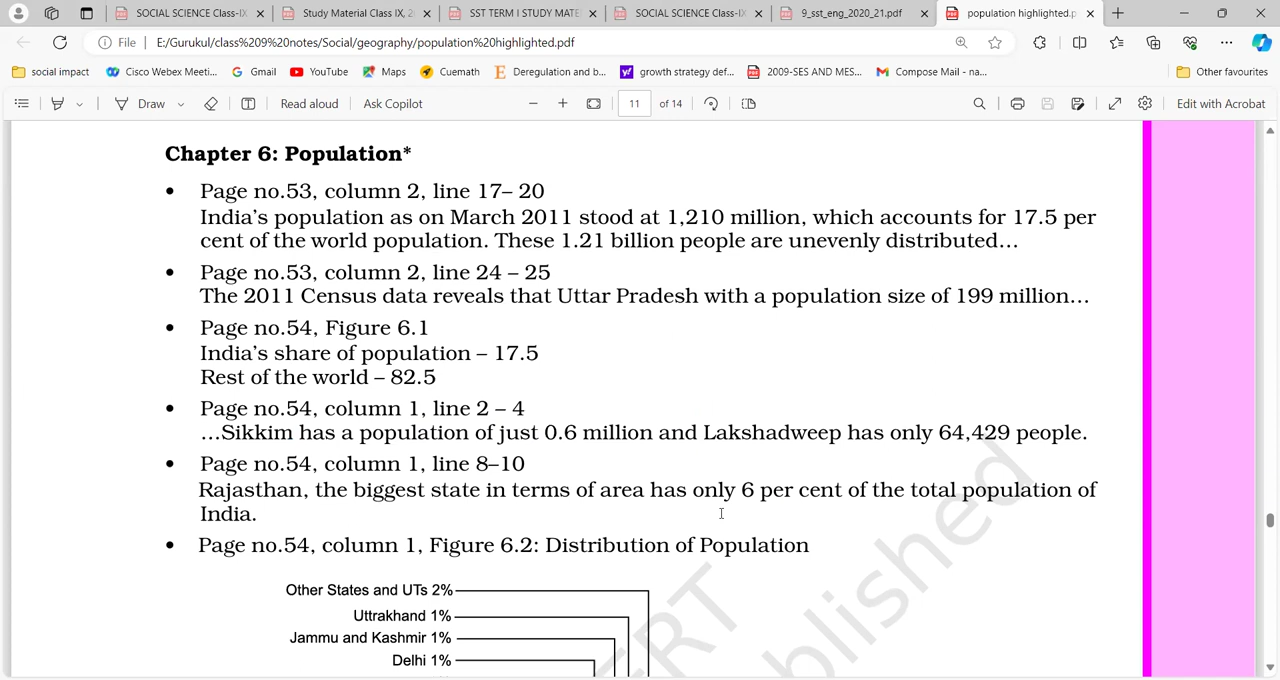 SOCIAL SCIENCE Class-IX
Study Material Class IX, 2
SST TERM I STUDY MATE
SOCIAL SCIENCE Class-IX
9_sst_eng_2020_21.pdf
population highlighted.p
File E:/Gurukul/class%209%20notes/Social/geography/population%20highlighted.pdf
social impact Cisco Webex Meeti... Gmail YouTube Maps Cuemath Deregulation and b... growth strategy def... 2009-SES AND MES... Compose Mail - na... Other favourites
Draw Read aloud Ask Copilot 11 of 14 Edit with Acrobat
Chapter 6: Population*
• Page no.53, column 2, line 17– 20
India’s population as on March 2011 stood at 1,210 million, which accounts for 17.5 per
cent of the world population. These 1.21 billion people are unevenly distributed…
• Page no.53, column 2, line 24 – 25
The 2011 Census data reveals that Uttar Pradesh with a population size of 199 million…
• Page no.54, Figure 6.1
India’s share of population – 17.5
Rest of the world – 82.5
• Page no.54, column 1, line 2 – 4
…Sikkim has a population of just 0.6 million and Lakshadweep has only 64,429 people.
• Page no.54, column 1, line 8–10
Rajasthan, the biggest state in terms of area has only 6 per cent of the total population of
India.
• Page no.54, column 1, Figure 6.2: Distribution of Population
Other States and UTs 2%
Uttrakhand 1%
Jammu and Kashmir 1%
Delhi 1%
ERT
blished